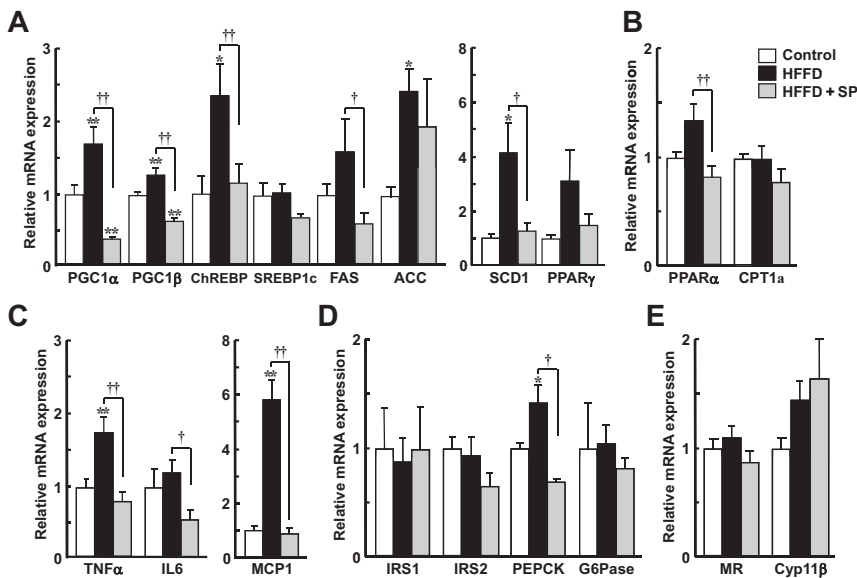 A
Relative mRNA expression
3
2
1
0
**
††
**
††
**
**
*
††
†
*
PGC1α PGC1β ChREBP SREBP1c FAS ACC
8
6
4
2
0
*
†
SCD1 PPARγ
B
Relative mRNA expression
2
1
0
††
PPARα CPT1a
Control
HFFD
HFFD + SP
C
Relative mRNA expression
3
2
1
0
**
††
†
TNFα IL6
8
6
4
2
0
**
††
MCP1
D
Relative mRNA expression
2
1
0
*
†
IRS1 IRS2 PEPCK G6Pase
E
Relative mRNA expression
2
1
0
MR Cyp11β